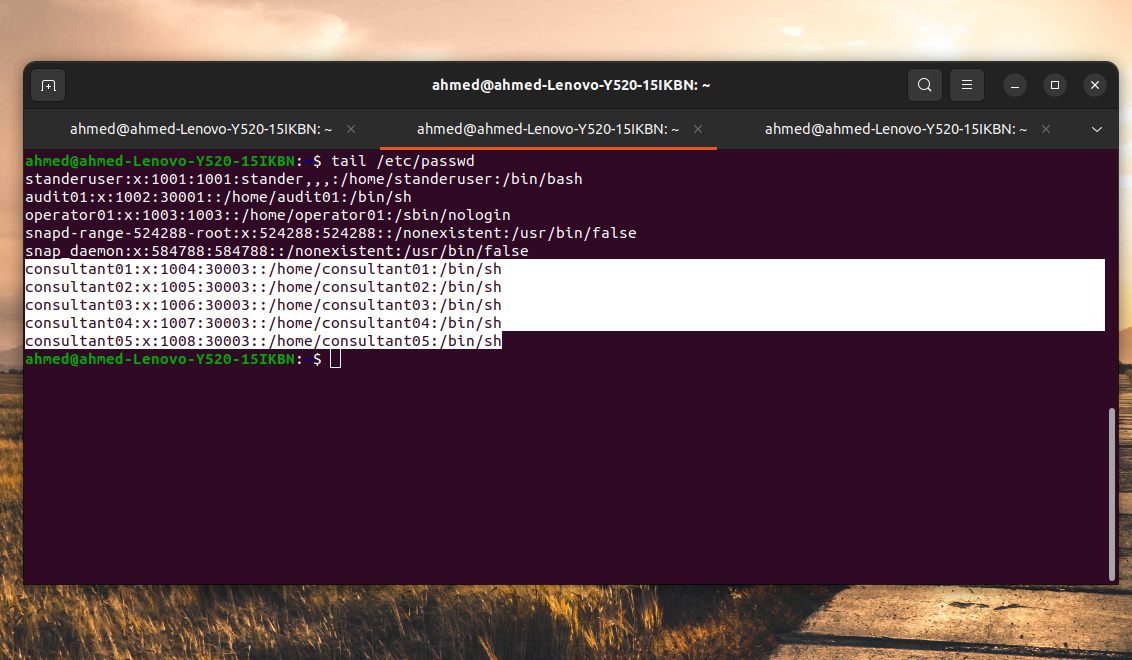 ahmed@ahmed-Lenovo-Y520-15IKBN: ~
ahmed@ahmed-Lenovo-Y520-15IKBN: ~ ahmed@ahmed-Lenovo-Y520-15IKBN: ~ ahmed@ahmed-Lenovo-Y520-15IKBN: ~
ahmed@ahmed-Lenovo-Y520-15IKBN:~$ tail /etc/passwd
standeruser:x:1001:1001:stander,,,:/home/standeruser:/bin/bash
audit01:x:1002:30001::/home/audit01:/bin/sh
operator01:x:1003:1003::/home/operator01:/sbin/nologin
snapd-range-524288-root:x:524288:524288::/nonexistent:/usr/bin/false
snap_daemon:x:584788:584788::/nonexistent:/usr/bin/false
consultant01:x:1004:30003::/home/consultant01:/bin/sh
consultant02:x:1005:30003::/home/consultant02:/bin/sh
consultant03:x:1006:30003::/home/consultant03:/bin/sh
consultant04:x:1007:30003::/home/consultant04:/bin/sh
consultant05:x:1008:30003::/home/consultant05:/bin/sh
ahmed@ahmed-Lenovo-Y520-15IKBN:~$